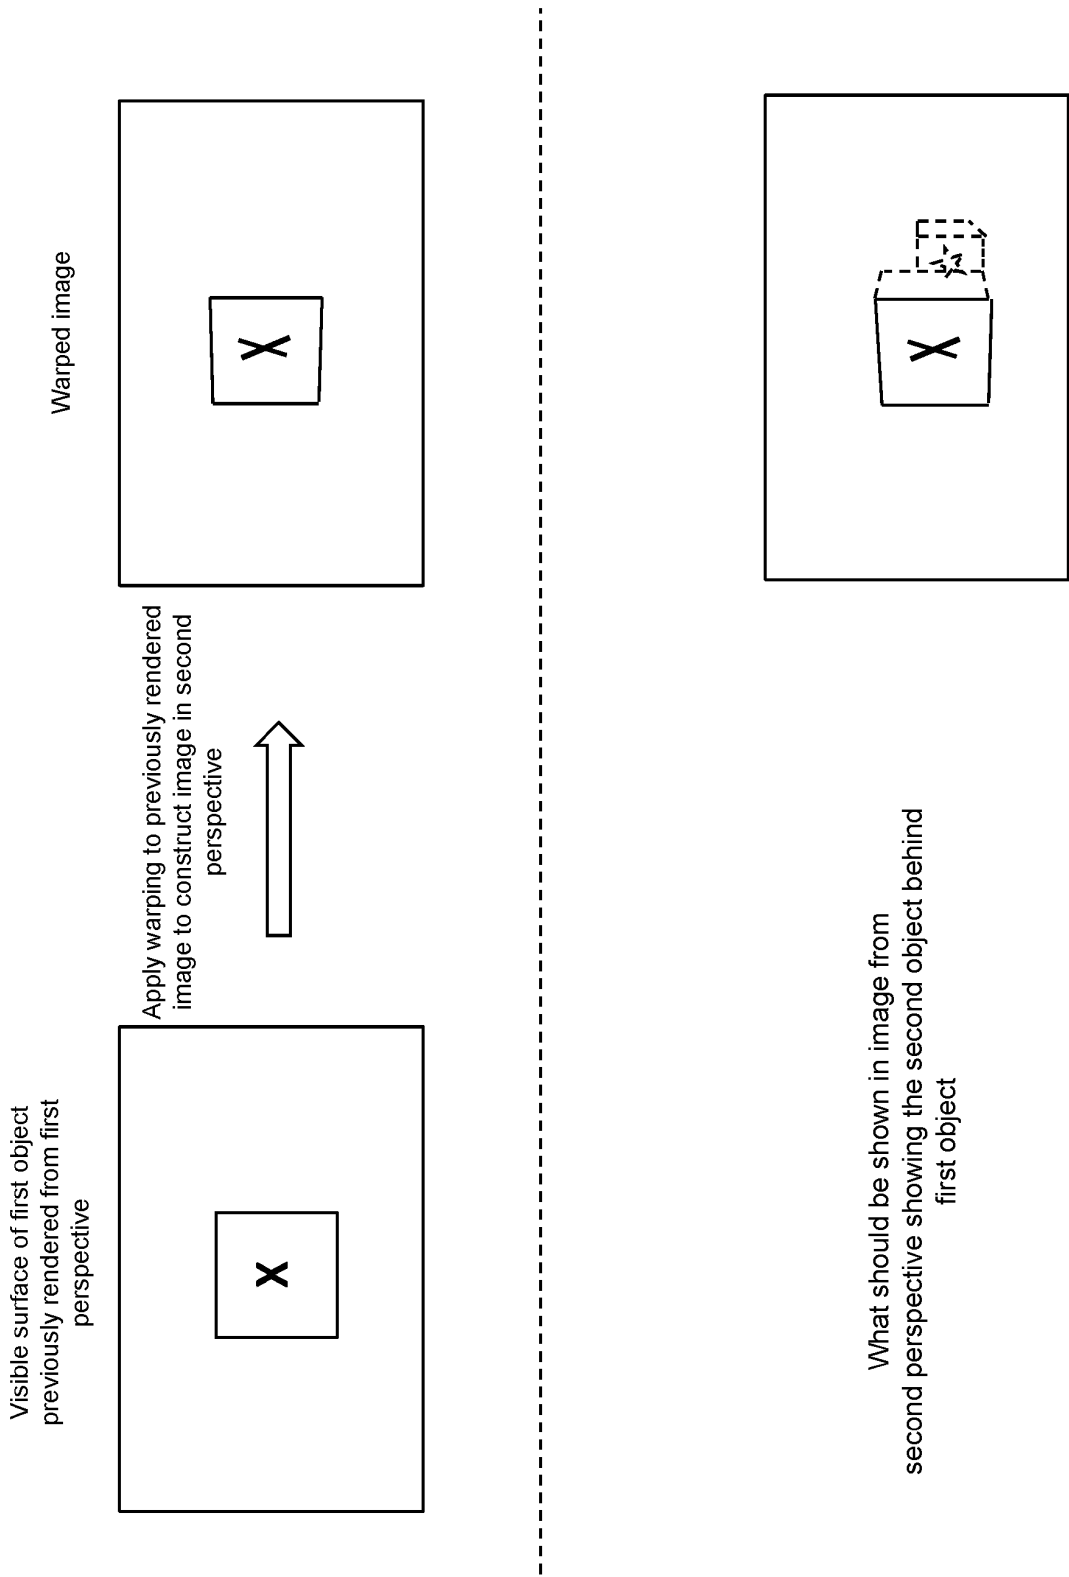 Visible surface of first object
previously rendered from first
perspective
Apply warping to previously rendered
image to construct image in second
perspective
Warped image
X
X
What should be shown in image from
second perspective showing the second object behind
first object
X